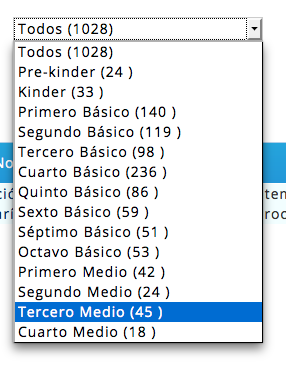 Todos (1028)
Todos (1028)
Pre-kinder (24 )
Kinder (33 )
Primero Básico (140 )
Segundo Básico (119 )
Tercero Básico (98 )
Cuarto Básico (236 )
Quinto Básico (86 )
Sexto Básico (59 )
Séptimo Básico (51 )
Octavo Básico (53 )
Primero Medio (42 )
Segundo Medio (24 )
Tercero Medio (45 )
Cuarto Medio (18 )